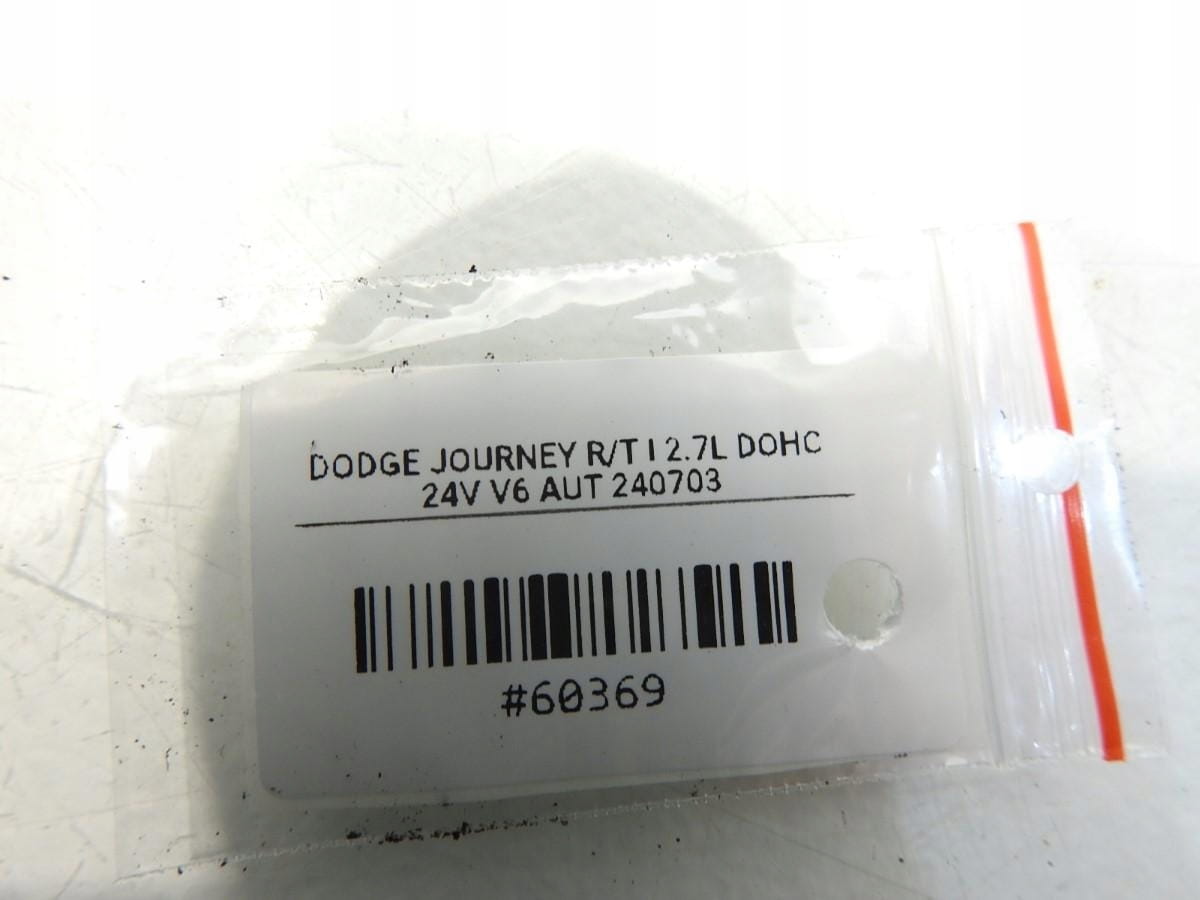 DODGE JOURNEY R/T I 2.7L DOHC
24V V6 AUT 240703
#60369